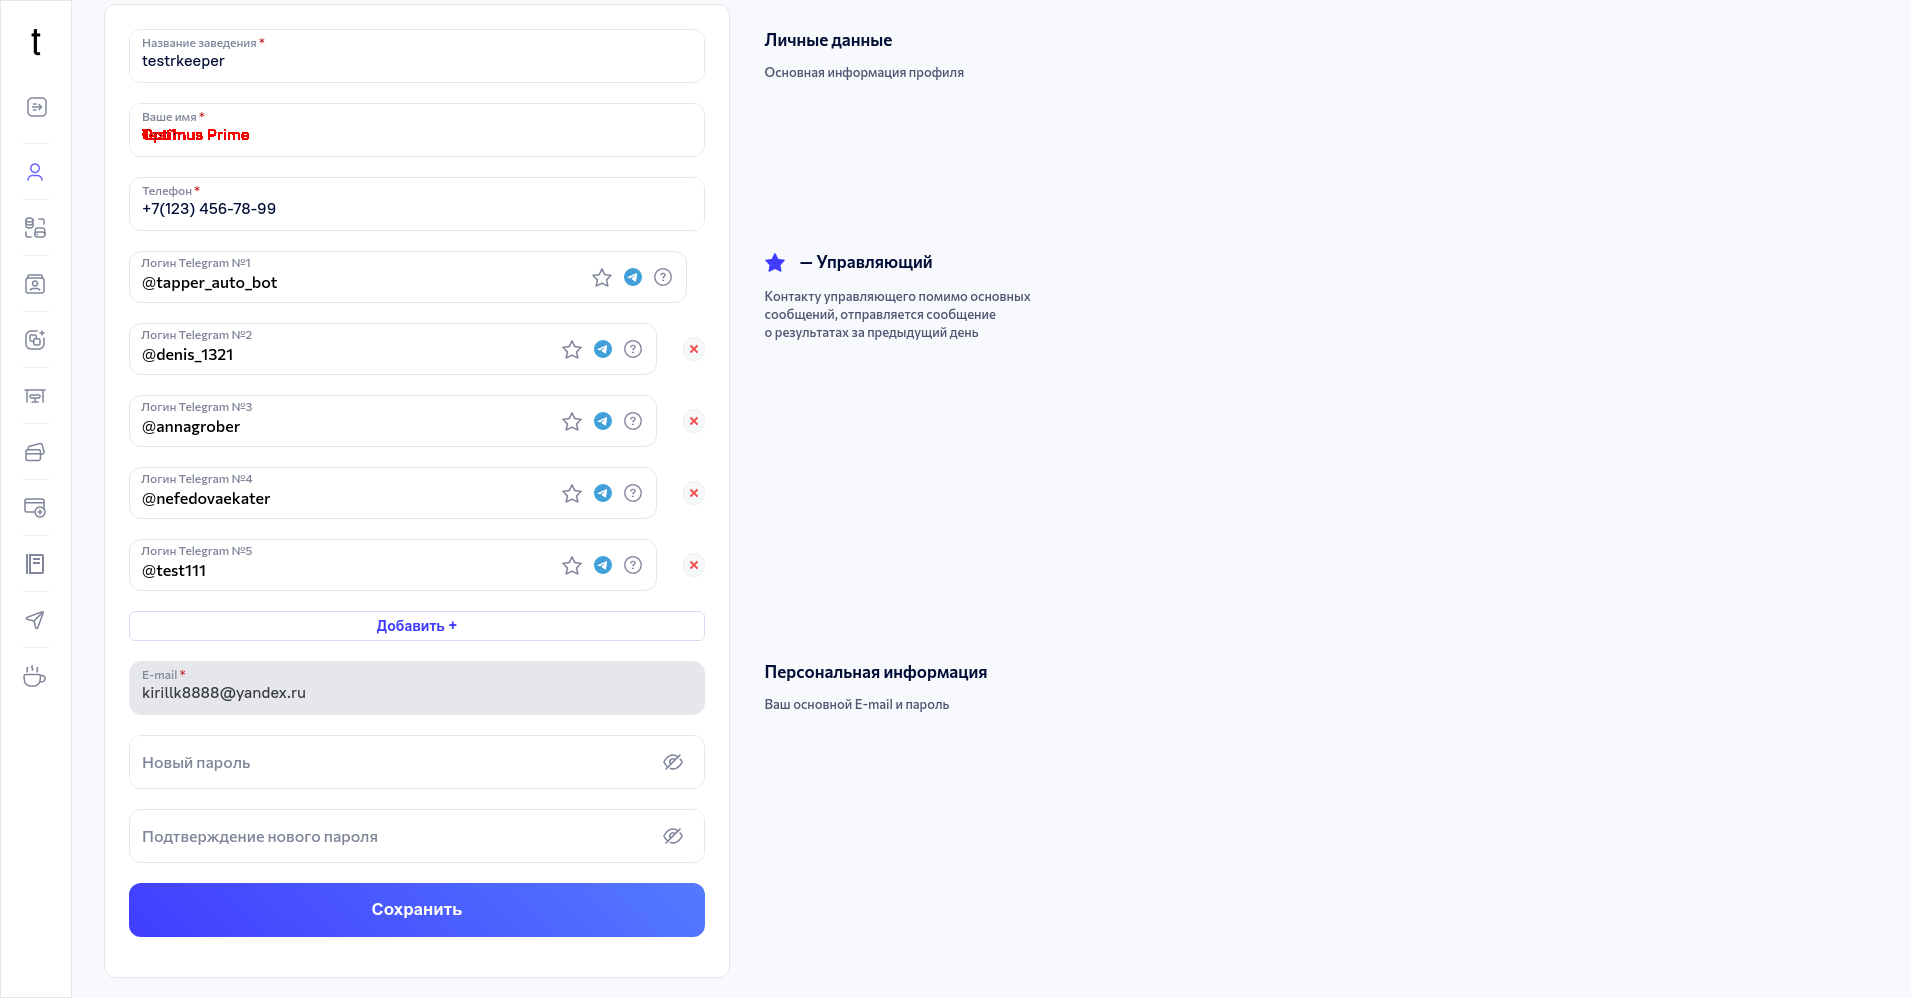 t
Название заведения *
testrkeeper
Личные данные
Основная информация профиля
Ваше имя *
Prime
Телефон *
+7(123) 456-78-99
Логин Telegram №1
@tapper_auto_bot
— Управляющий
Контакту управляющего помимо основных
сообщений, отправляется сообщение
о результатах за предыдущий день
Логин Telegram №2
@denis_1321
Логин Telegram №3
@annagrober
Логин Telegram №4
@nefedovaekater
Логин Telegram №5
@test111
Добавить +
E-mail *
kirillk8888@yandex.ru
Персональная информация
Ваш основной E-mail и пароль
Новый пароль
Подтверждение нового пароля
Сохранить